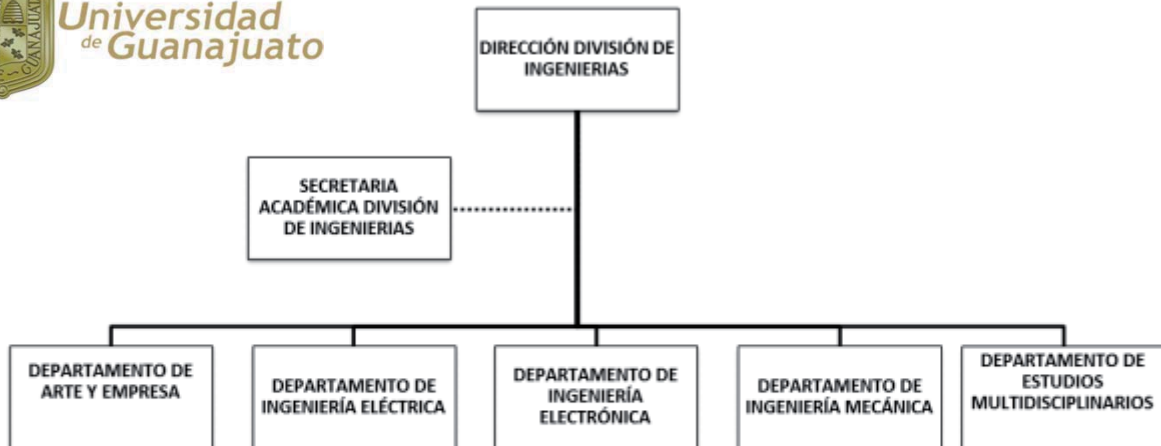 Universidad
de Guanajuato
DIRECCIÓN DIVISIÓN DE
INGENIERIAS
SECRETARIA
ACADÉMICA DIVISIÓN
DE INGENIERIAS
DEPARTAMENTO DE
ARTE Y EMPRESA
DEPARTAMENTO DE
INGENIERÍA ELÉCTRICA
DEPARTAMENTO DE
INGENIERÍA
ELECTRÓNICA
DEPARTAMENTO DE
INGENIERÍA MECÁNICA
DEPARTAMENTO DE
ESTUDIOS
MULTIDISCIPLINARIOS